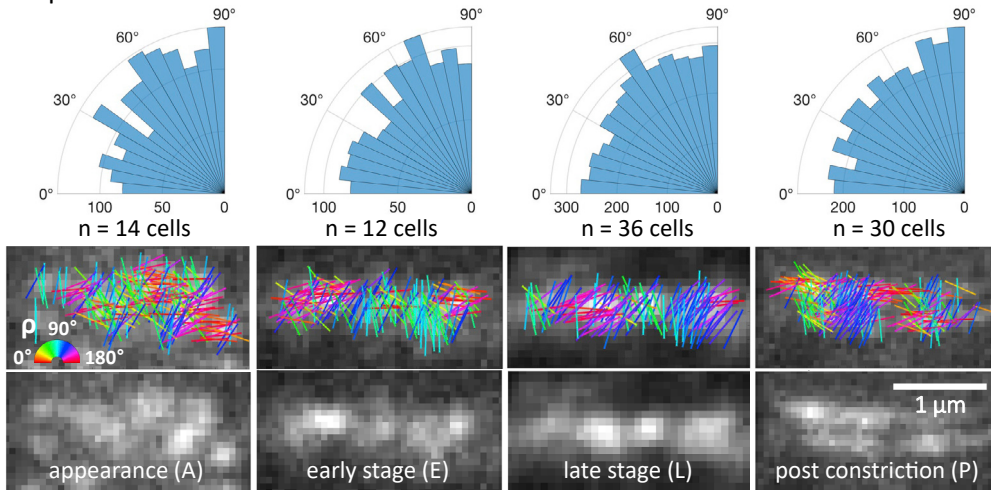 90° 90° 90° 90°
60° 60° 60° 60°
30° 30° 30° 30°
0° 0° 0° 0°
100 50 0 100 50 0 300 200 100 0 200 100 0
n = 14 cells n = 12 cells n = 36 cells n = 30 cells
ρ 90°
0° 180°
1 µm
appearance (A) early stage (E) late stage (L) post constriction (P)